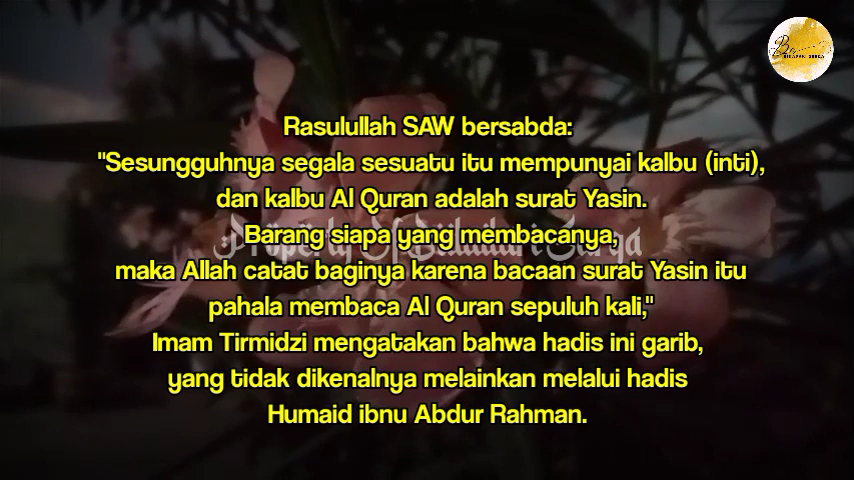 Rasulullah SAW bersabda:
"Sesungguhnya segala sesuatu itu mempunyai kalbu (inti),
dan kalbu Al Quran adalah surat Yasin.
Barang siapa yang membacanya,
maka Allah catat baginya karena bacaan surat Yasin itu
pahala membaca Al Quran sepuluh kali,"
Imam Tirmidzi mengatakan bahwa hadis ini garib,
yang tidak dikenalnya melainkan melalui hadis
Humaid ibnu Abdur Rahman.